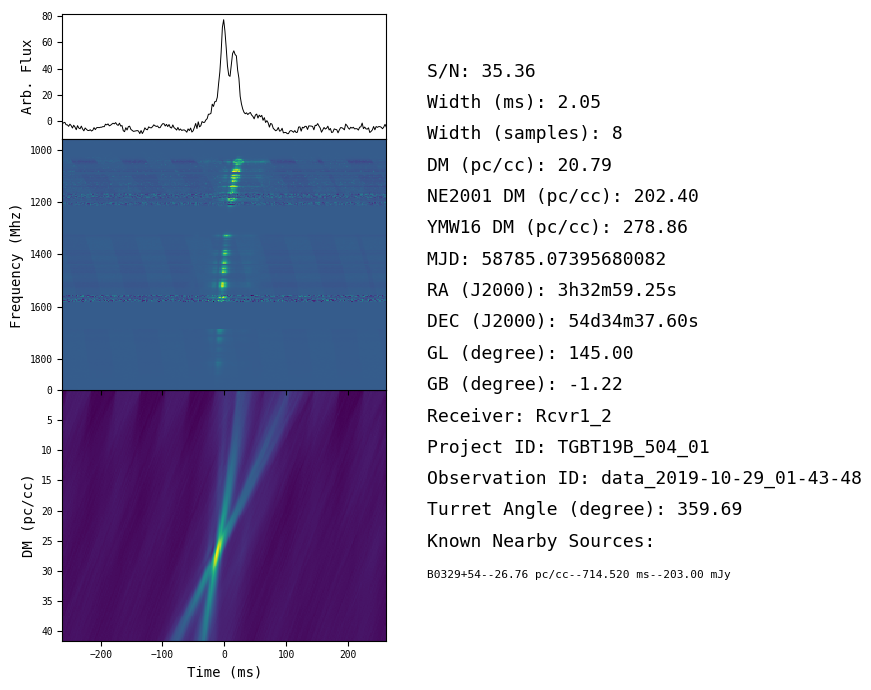 80
60
40
20
0
Arb. Flux
1000
1200
1400
1600
1800
Frequency (Mhz)
0
5
10
15
20
25
30
35
40
DM (pc/cc)
−200
−100
0
100
200
Time (ms)
S/N: 35.36
Width (ms): 2.05
Width (samples): 8
DM (pc/cc): 20.79
NE2001 DM (pc/cc): 202.40
YMW16 DM (pc/cc): 278.86
MJD: 58785.07395680082
RA (J2000): 3h32m59.25s
DEC (J2000): 54d34m37.60s
GL (degree): 145.00
GB (degree): -1.22
Receiver: Rcvr1_2
Project ID: TGBT19B_504_01
Observation ID: data_2019-10-29_01-43-48
Turret Angle (degree): 359.69
Known Nearby Sources:
B0329+54--26.76 pc/cc--714.520 ms--203.00 mJy